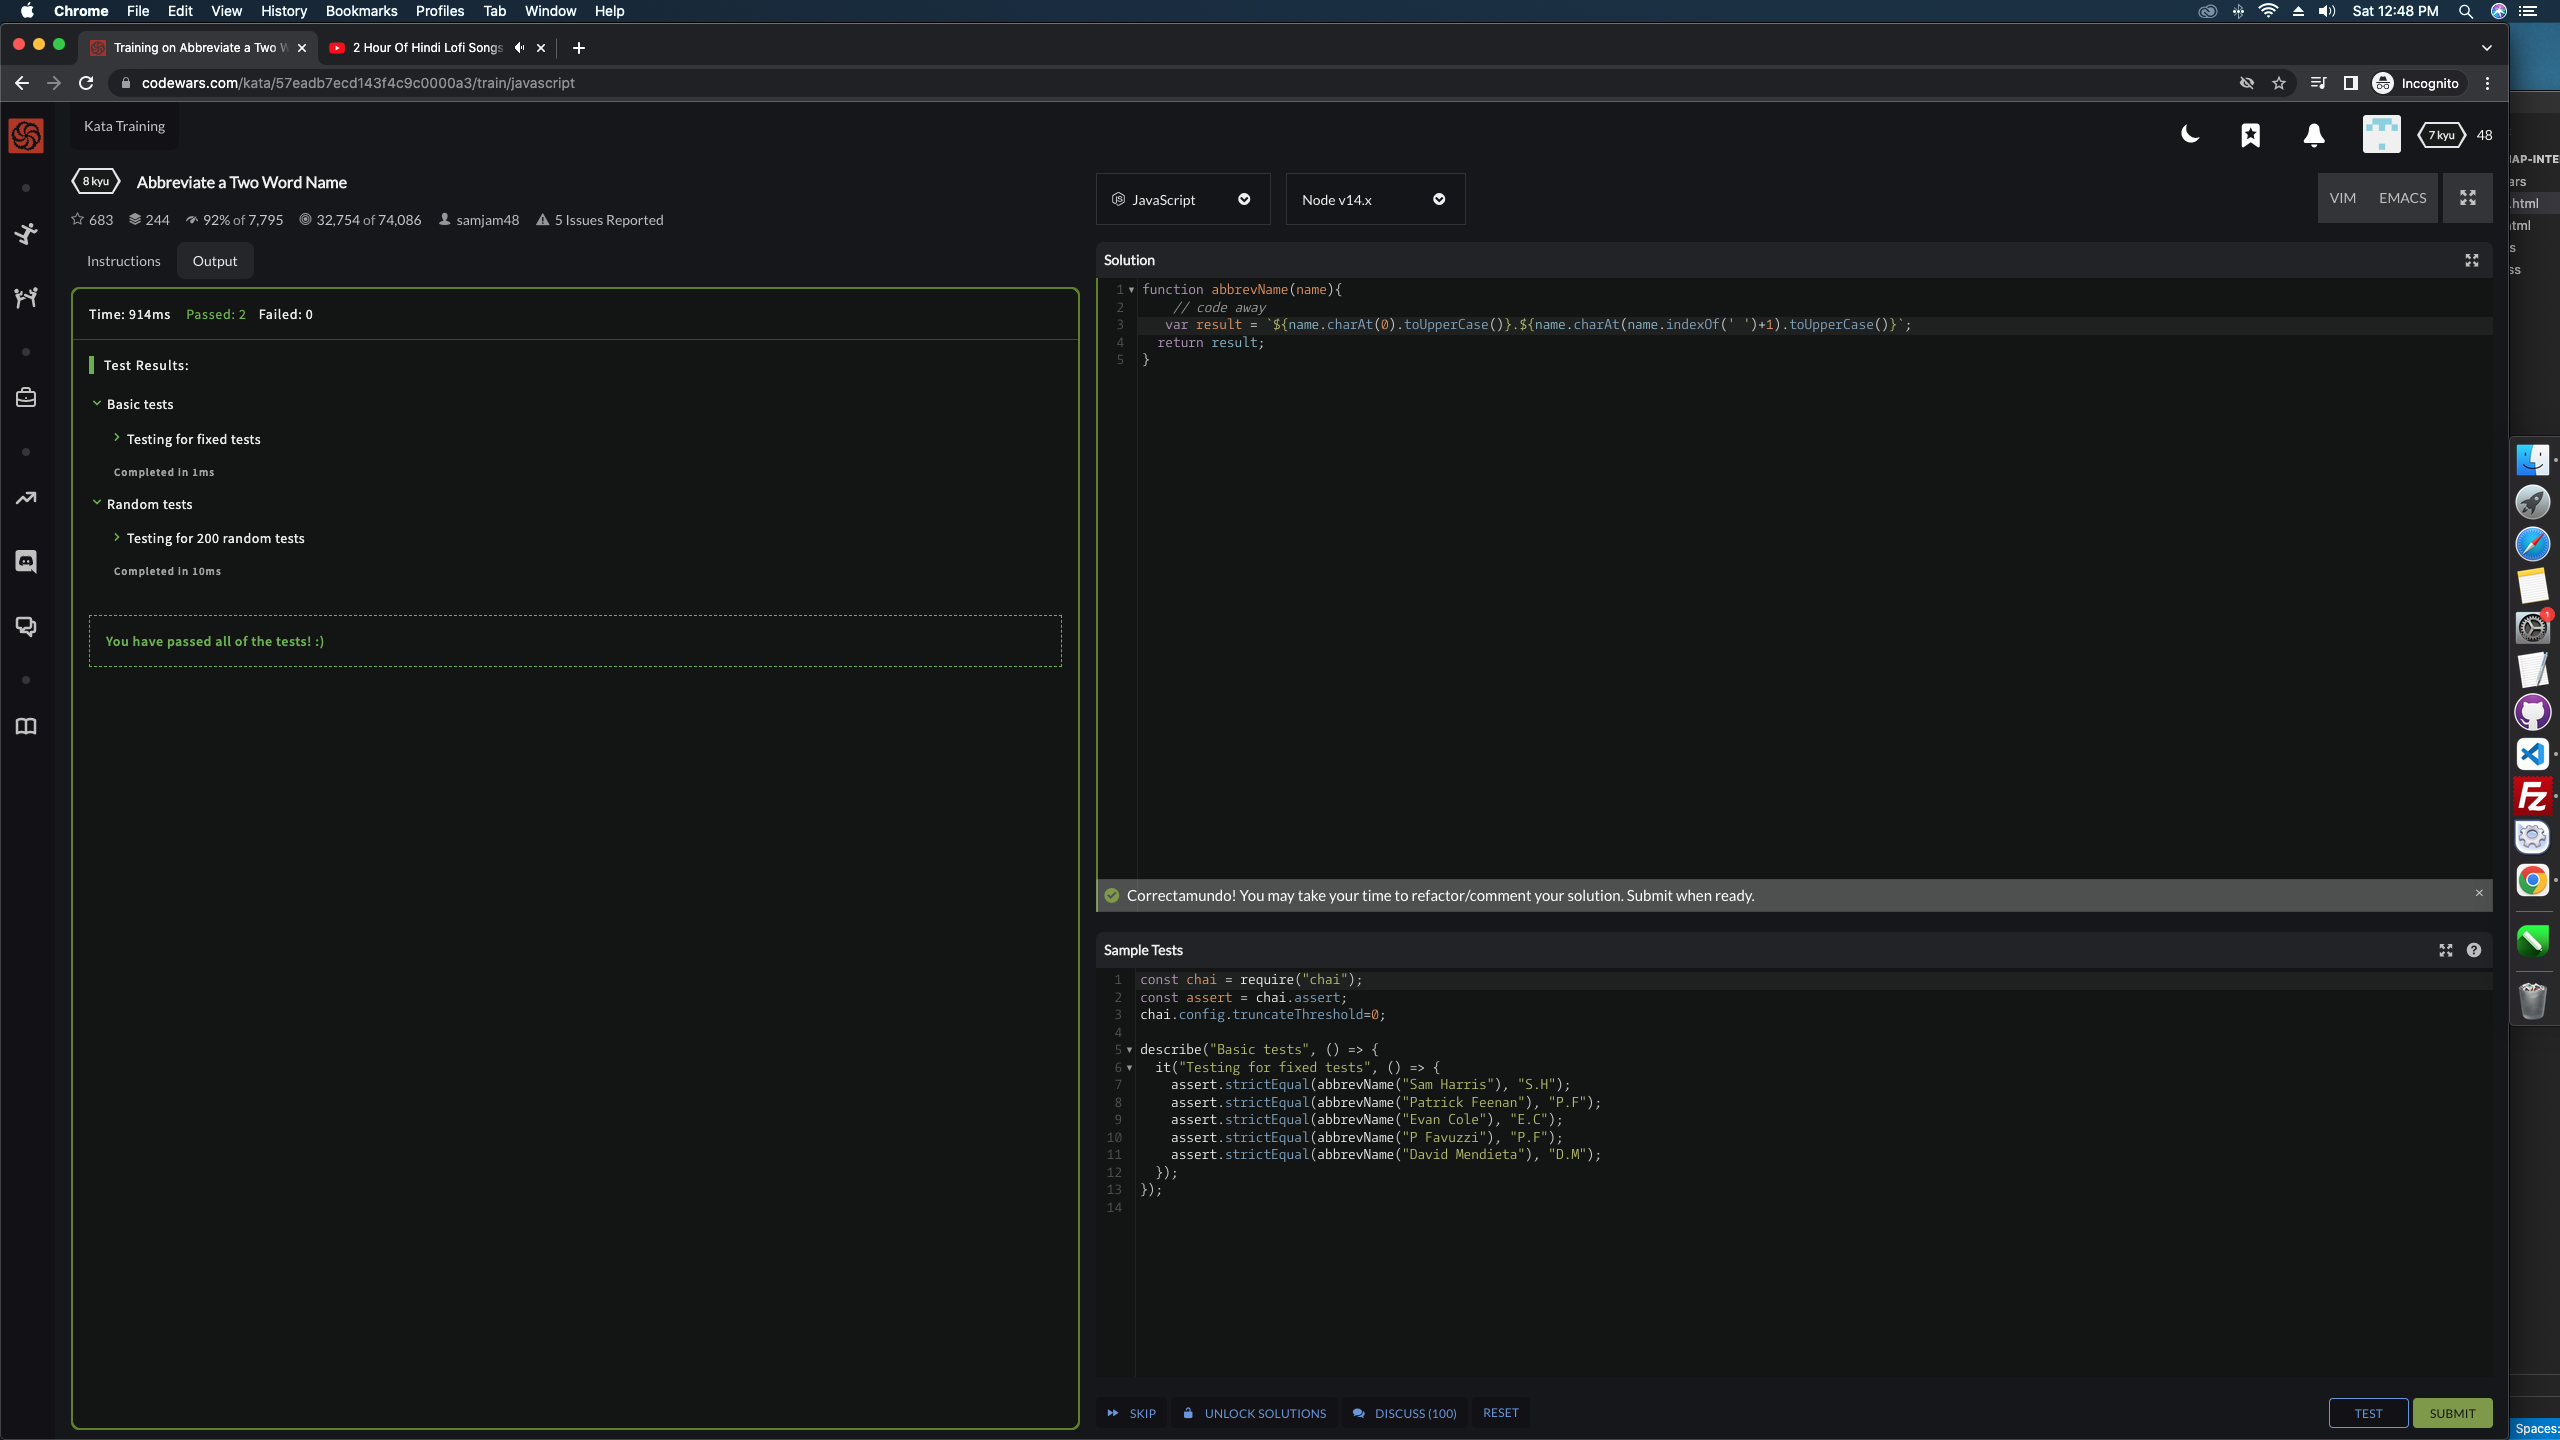 Chrome File Edit View History Bookmarks Profiles Tab Window Help Sat 12:48 PM
Training on Abbreviate a Two W 2 Hour Of Hindi Lofi Songs
codewars.com/kata/57eadb7ecd143f4c9c0000a3/train/javascript Incognito
Kata Training
7 kyu 48
8 kyu Abbreviate a Two Word Name
683 244 92% of 7,795 32,754 of 74,086 samjam48 5 Issues Reported
Instructions Output
Time: 914ms Passed: 2 Failed: 0
Test Results:
Basic tests
Testing for fixed tests
Completed in 1ms
Random tests
Testing for 200 random tests
Completed in 10ms
You have passed all of the tests! :)
JavaScript Node v14.x VIM EMACS
Solution
1 function abbrevName(name){
2 // code away
3 var result = `${name.charAt(0).toUpperCase()}.${name.charAt(name.indexOf(' ')+1).toUpperCase()}`;
4 return result;
5 }
Correctamundo! You may take your time to refactor/comment your solution. Submit when ready.
Sample Tests
1 const chai = require("chai");
2 const assert = chai.assert;
3 chai.config.truncateThreshold=0;
4
5 describe("Basic tests", () => {
6 it("Testing for fixed tests", () => {
7 assert.strictEqual(abbrevName("Sam Harris"), "S.H");
8 assert.strictEqual(abbrevName("Patrick Feenan"), "P.F");
9 assert.strictEqual(abbrevName("Evan Cole"), "E.C");
10 assert.strictEqual(abbrevName("P Favuzzi"), "P.F");
11 assert.strictEqual(abbrevName("David Mendieta"), "D.M");
12 });
13 });
14
SKIP UNLOCK SOLUTIONS DISCUSS (100) RESET TEST SUBMIT
AP-INTE
ars
.html
tml
s
ss
1
Fz
Spaces: